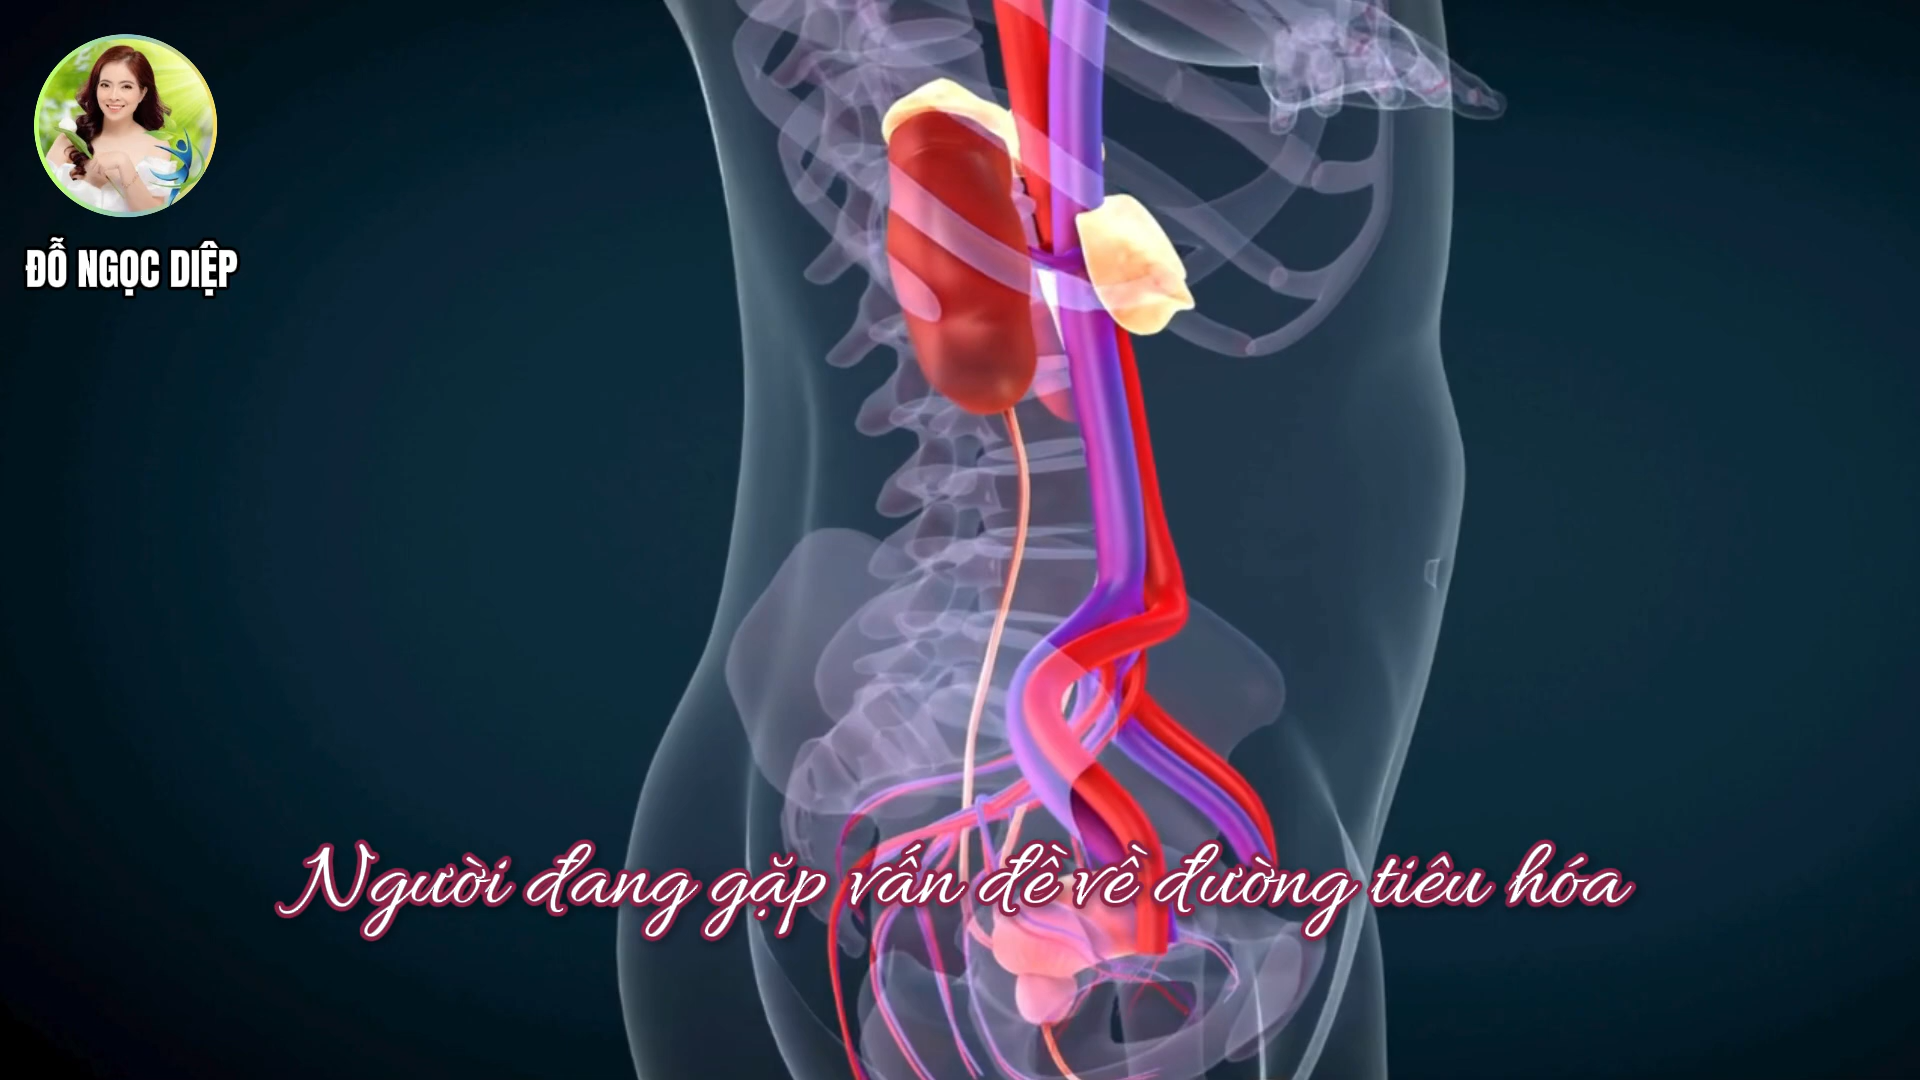 ĐỖ NGỌC DIỆP
Người đang gặp vấn đề về đường tiêu hóa